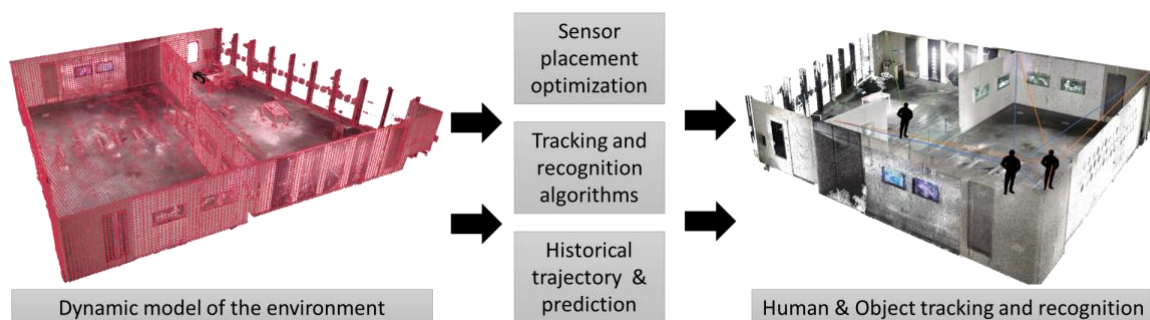 Sensor
placement
optimization
Tracking and
recognition
algorithms
Historical
trajectory &
prediction
Dynamic model of the environment
Human & Object tracking and recognition